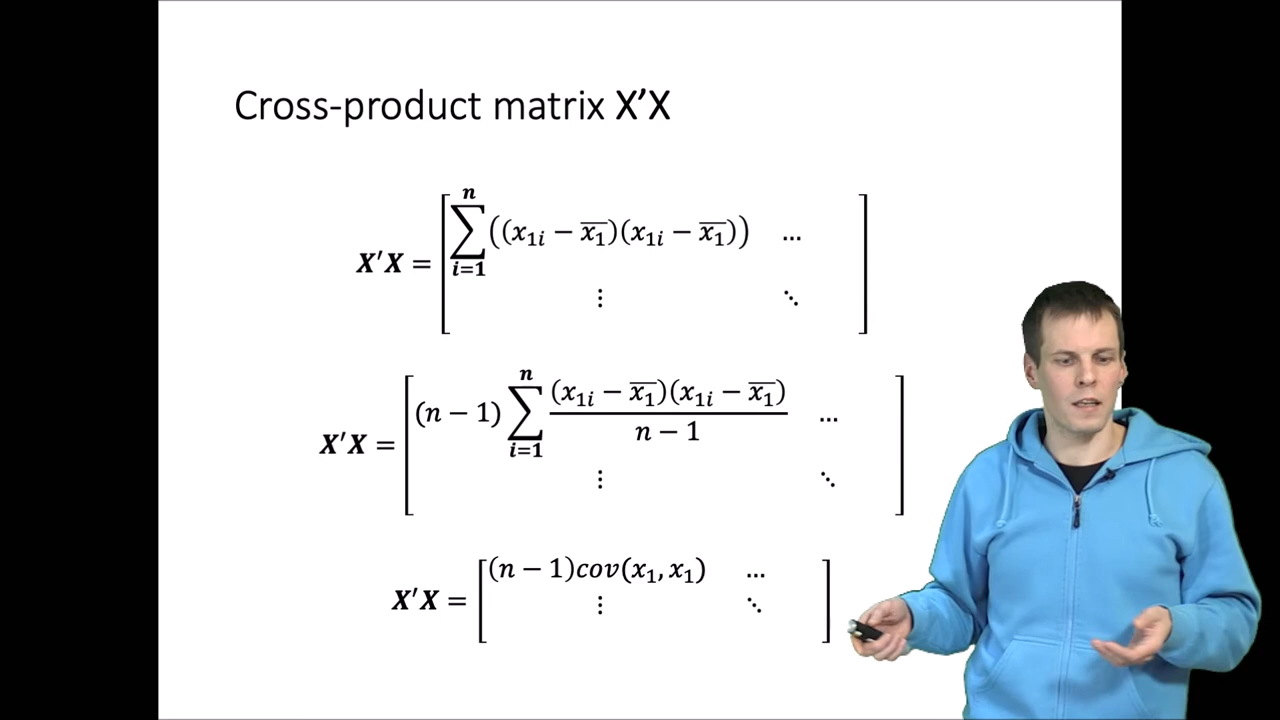 Cross-product matrix X′X
X′X = [ ∑_{i=1}^{n} ((x_{1i} − x̄_1)(x_{1i} − x̄_1)) … ⋮ ⋱ ]
X′X = [ (n − 1) ∑_{i=1}^{n} (x_{1i} − x̄_1)(x_{1i} − x̄_1) / (n − 1) … ⋮ ⋱ ]
X′X = [ (n − 1)cov(x_1, x_1) … ⋮ ⋱ ]